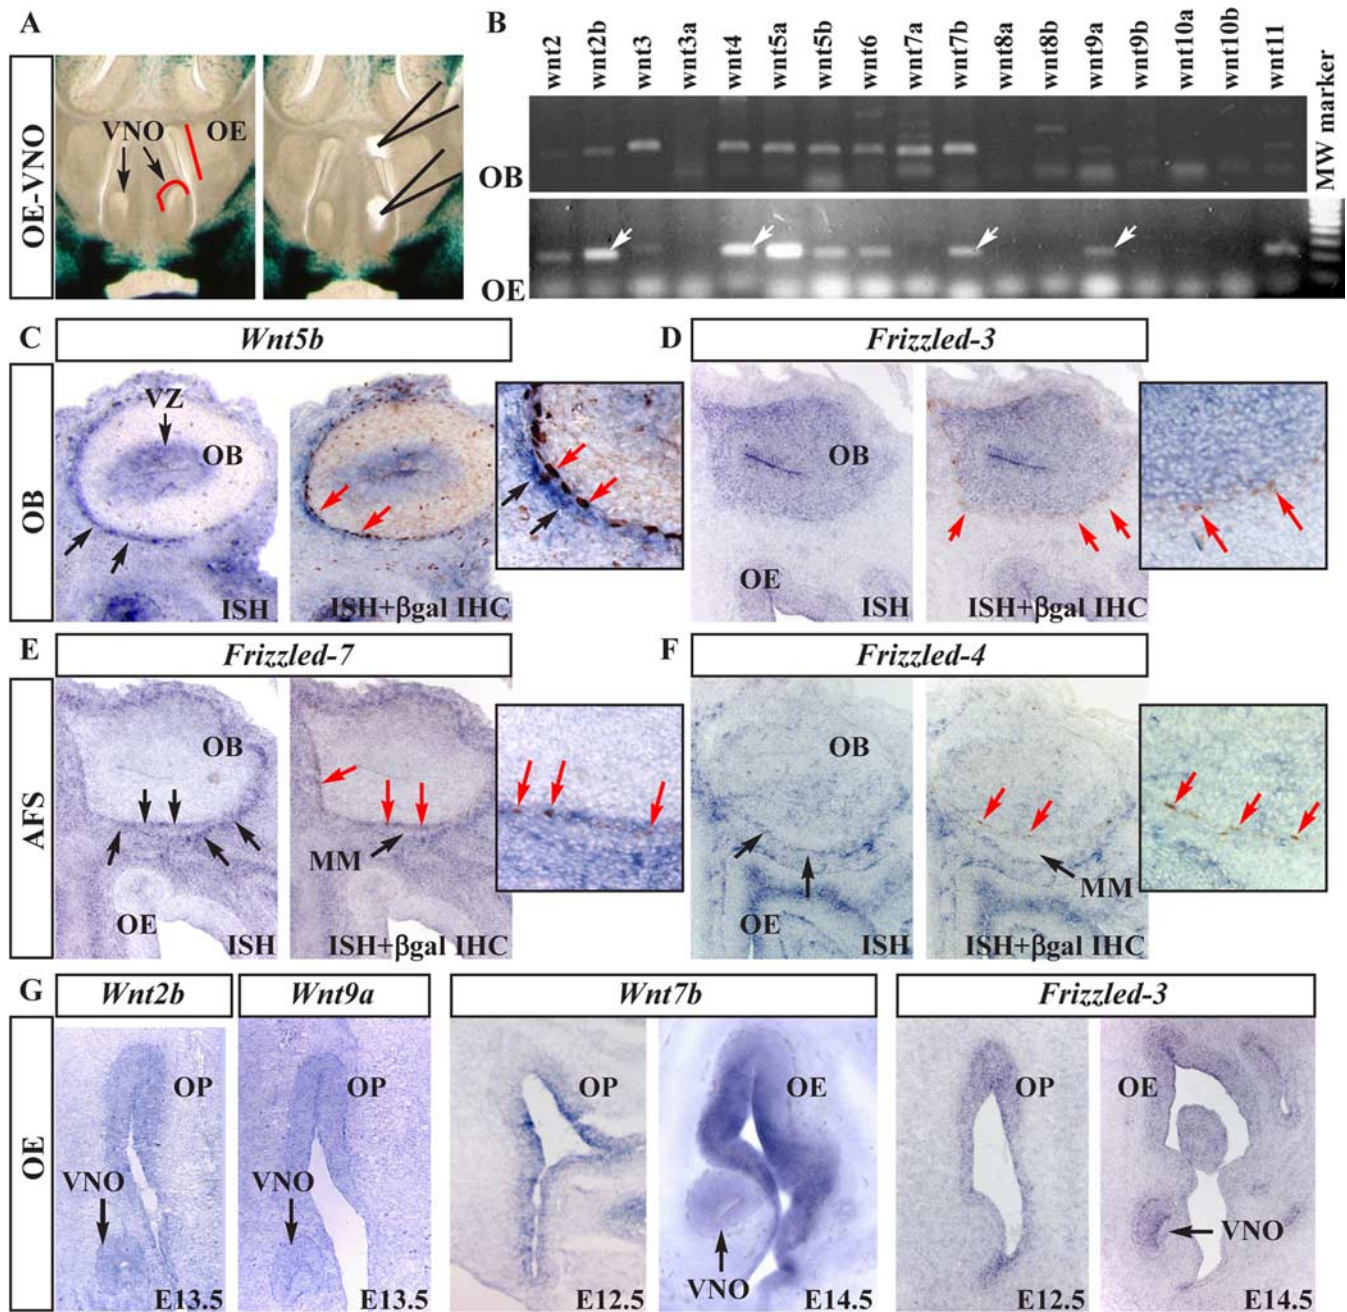 A
OE-VNO
VNO
OE
B
wnt2
wnt2b
wnt3
wnt3a
wnt4
wnt5a
wnt5b
wnt6
wnt7a
wnt7b
wnt8a
wnt8b
wnt9a
wnt9b
wnt10a
wnt10b
wnt11
MW marker
OB
OE
C
Wnt5b
OB
VZ
OB
ISH
ISH+βgal IHC
D
Frizzled-3
OB
OE
ISH
ISH+βgal IHC
E
Frizzled-7
AFS
OB
OE
ISH
MM
ISH+βgal IHC
F
Frizzled-4
OB
OE
ISH
MM
ISH+βgal IHC
G
OE
Wnt2b
OP
VNO
E13.5
Wnt9a
OP
VNO
E13.5
Wnt7b
OP
E12.5
OE
VNO
E14.5
Frizzled-3
OP
E12.5
OE
VNO
E14.5